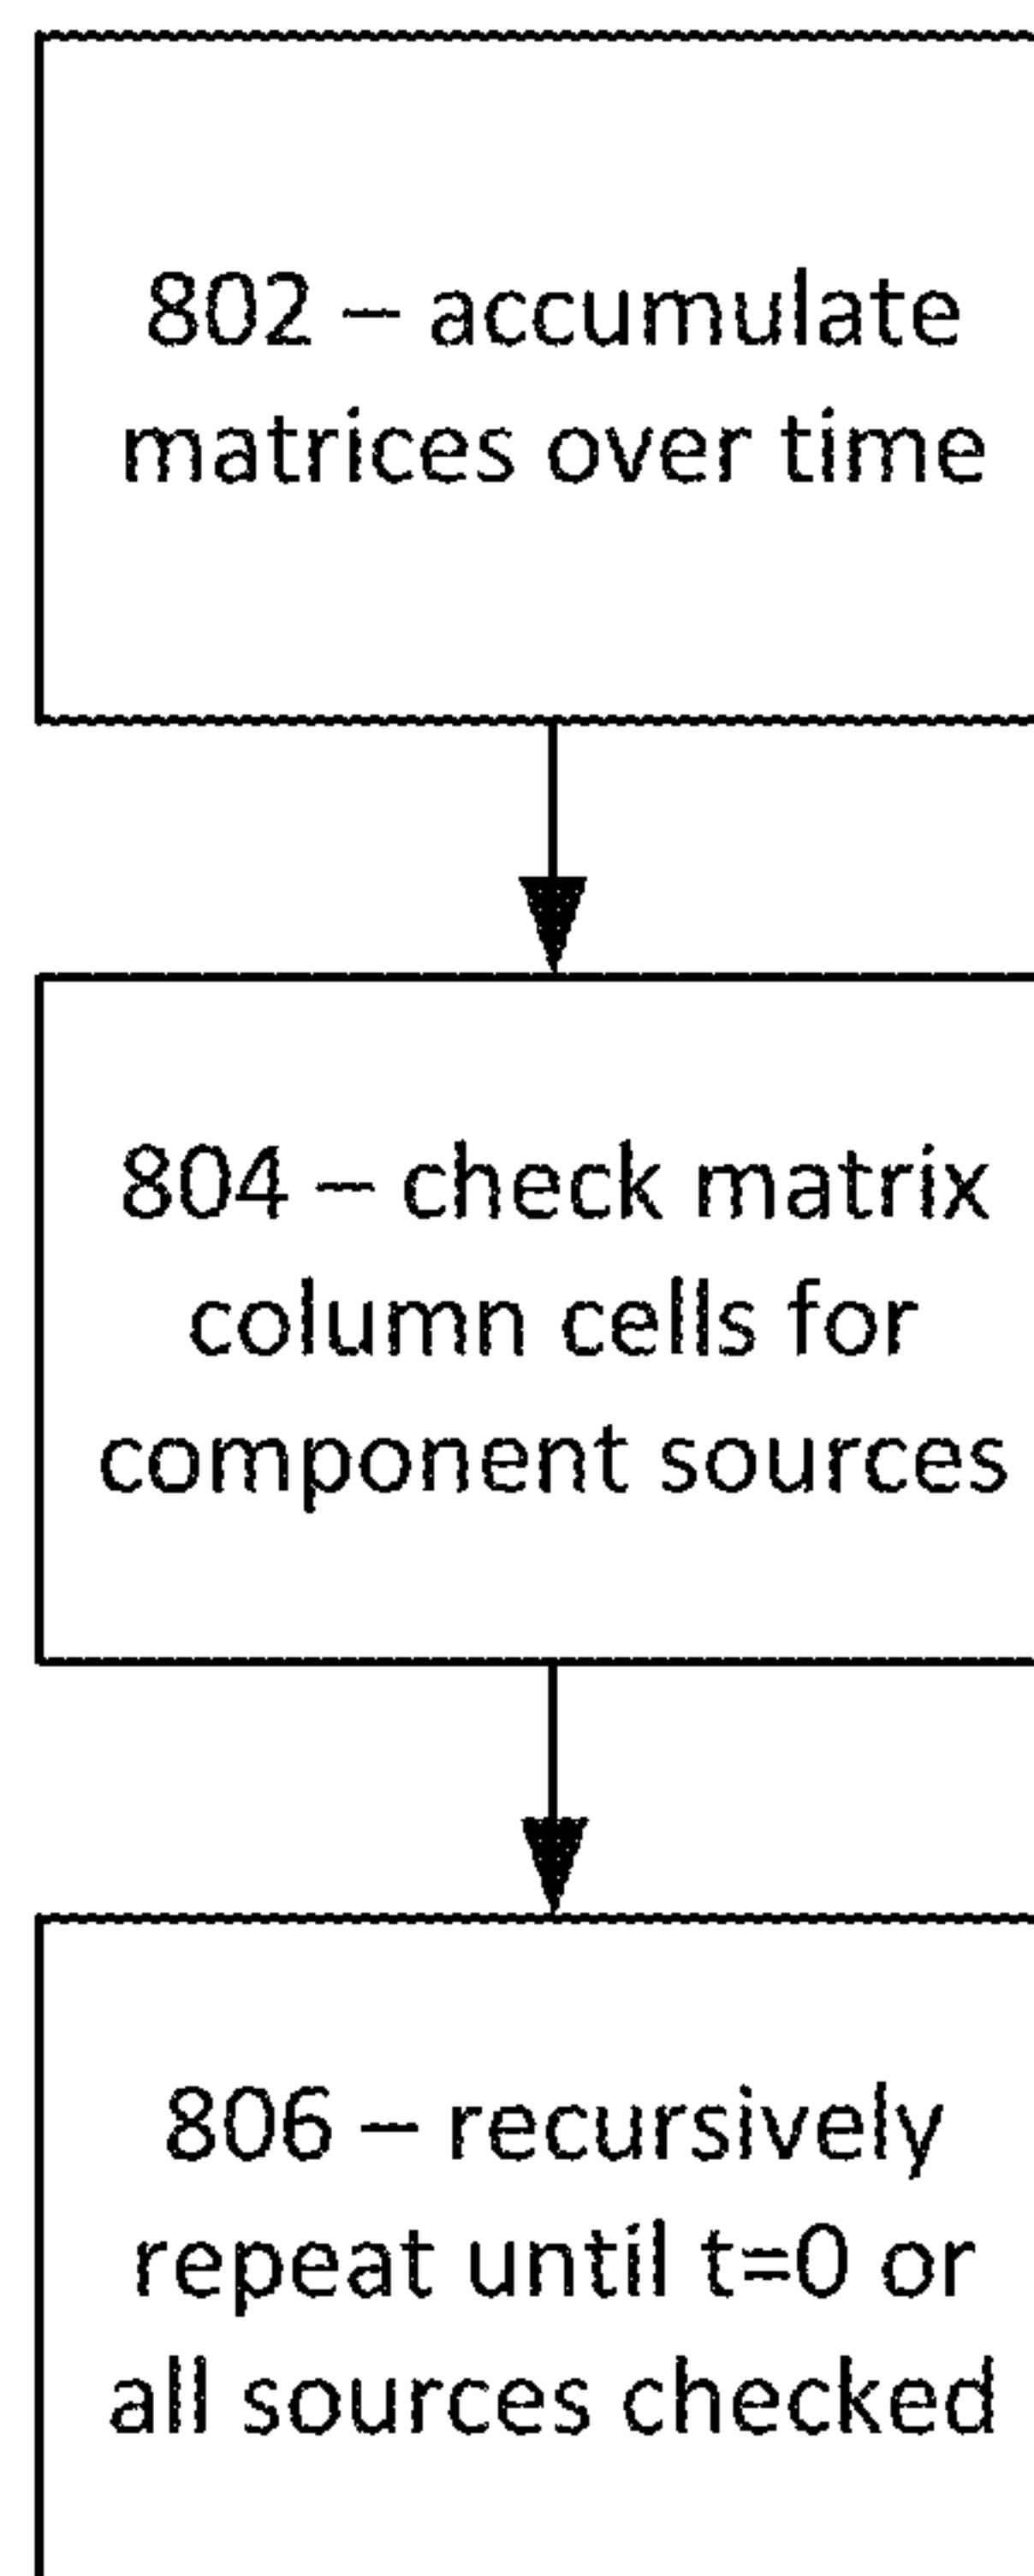 802 – accumulate
matrices over time
804 – check matrix
column cells for
component sources
806 – recursively
repeat until t=0 or
all sources checked